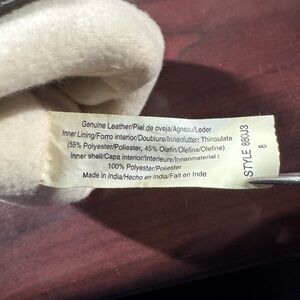 Genuine Leather/Piel de oveja/Agneau/Leder
Inner Lining/Forro interior/Doublure/Innenfutter: Thinsulate
(55% Polyester/Poliester, 45% Olefin/Olefina/Olefine)
Inner shell/Capa interior/Interieure/Innenmaterial :
100% Polyester/Poliester
Made in India/Hecho en India/Fait en Inde
STYLE 880J3
8